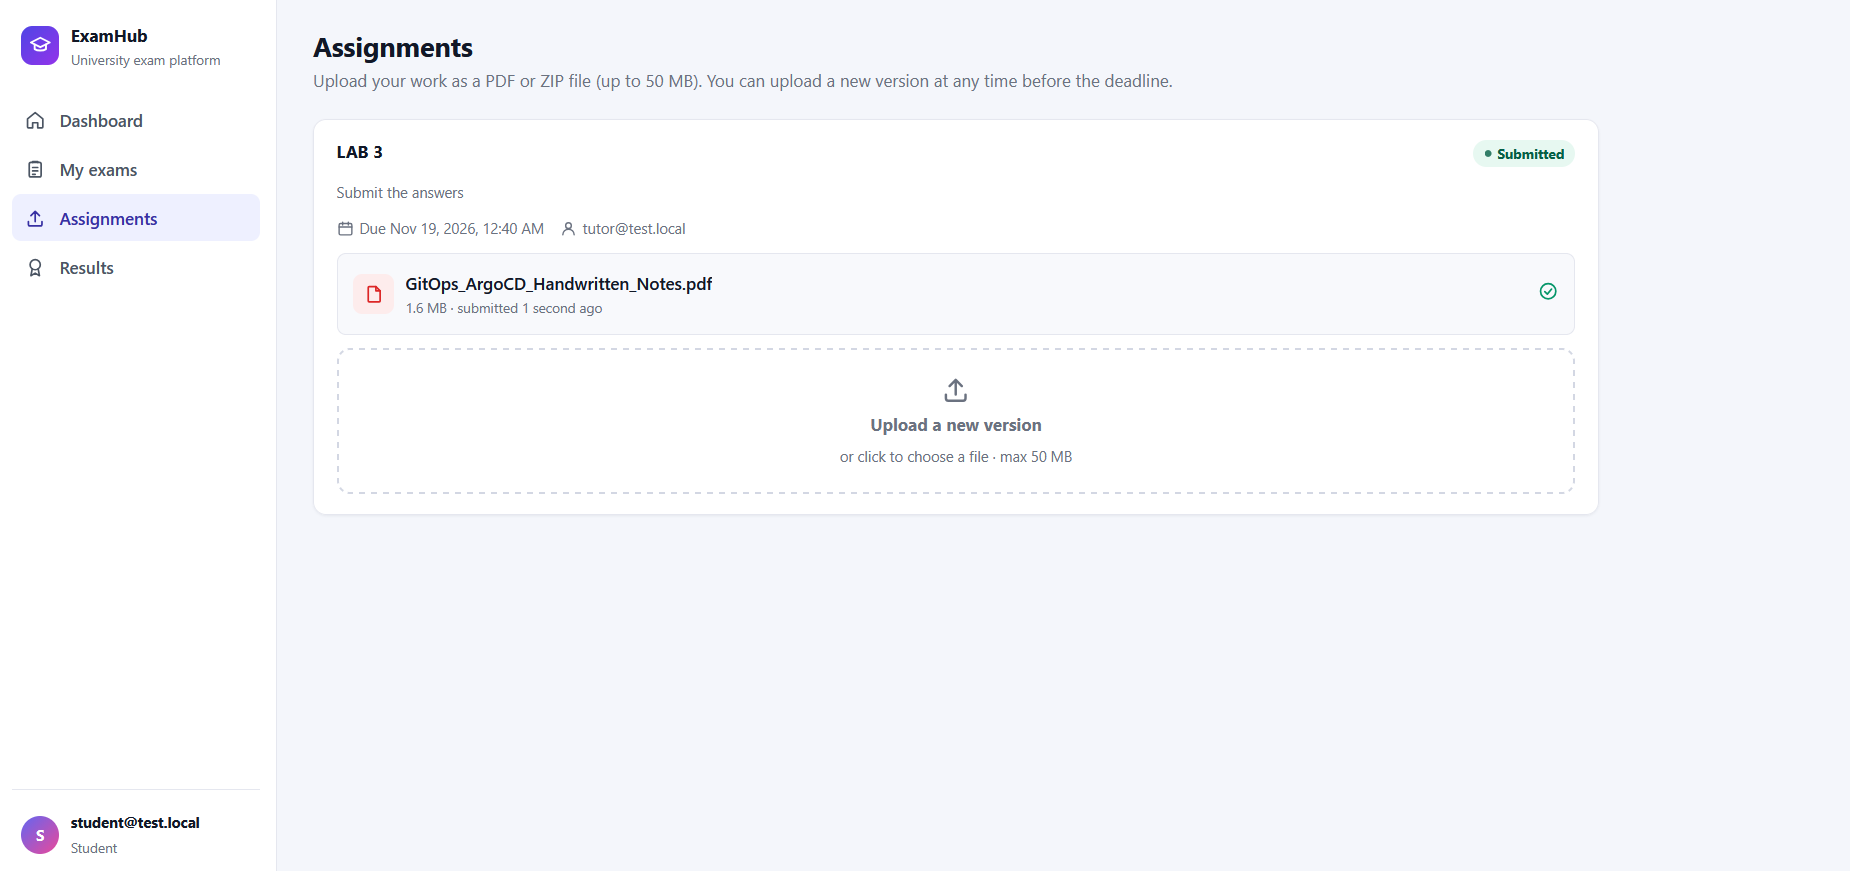 ExamHub
University exam platform
Dashboard
My exams
Assignments
Results
student@test.local
S
Student
Assignments
Upload your work as a PDF or ZIP file (up to 50 MB). You can upload a new version at any time before the deadline.
LAB 3
Submitted
Submit the answers
Due Nov 19, 2026, 12:40 AM tutor@test.local
GitOps_ArgoCD_Handwritten_Notes.pdf
1.6 MB · submitted 1 second ago
Upload a new version
or click to choose a file · max 50 MB